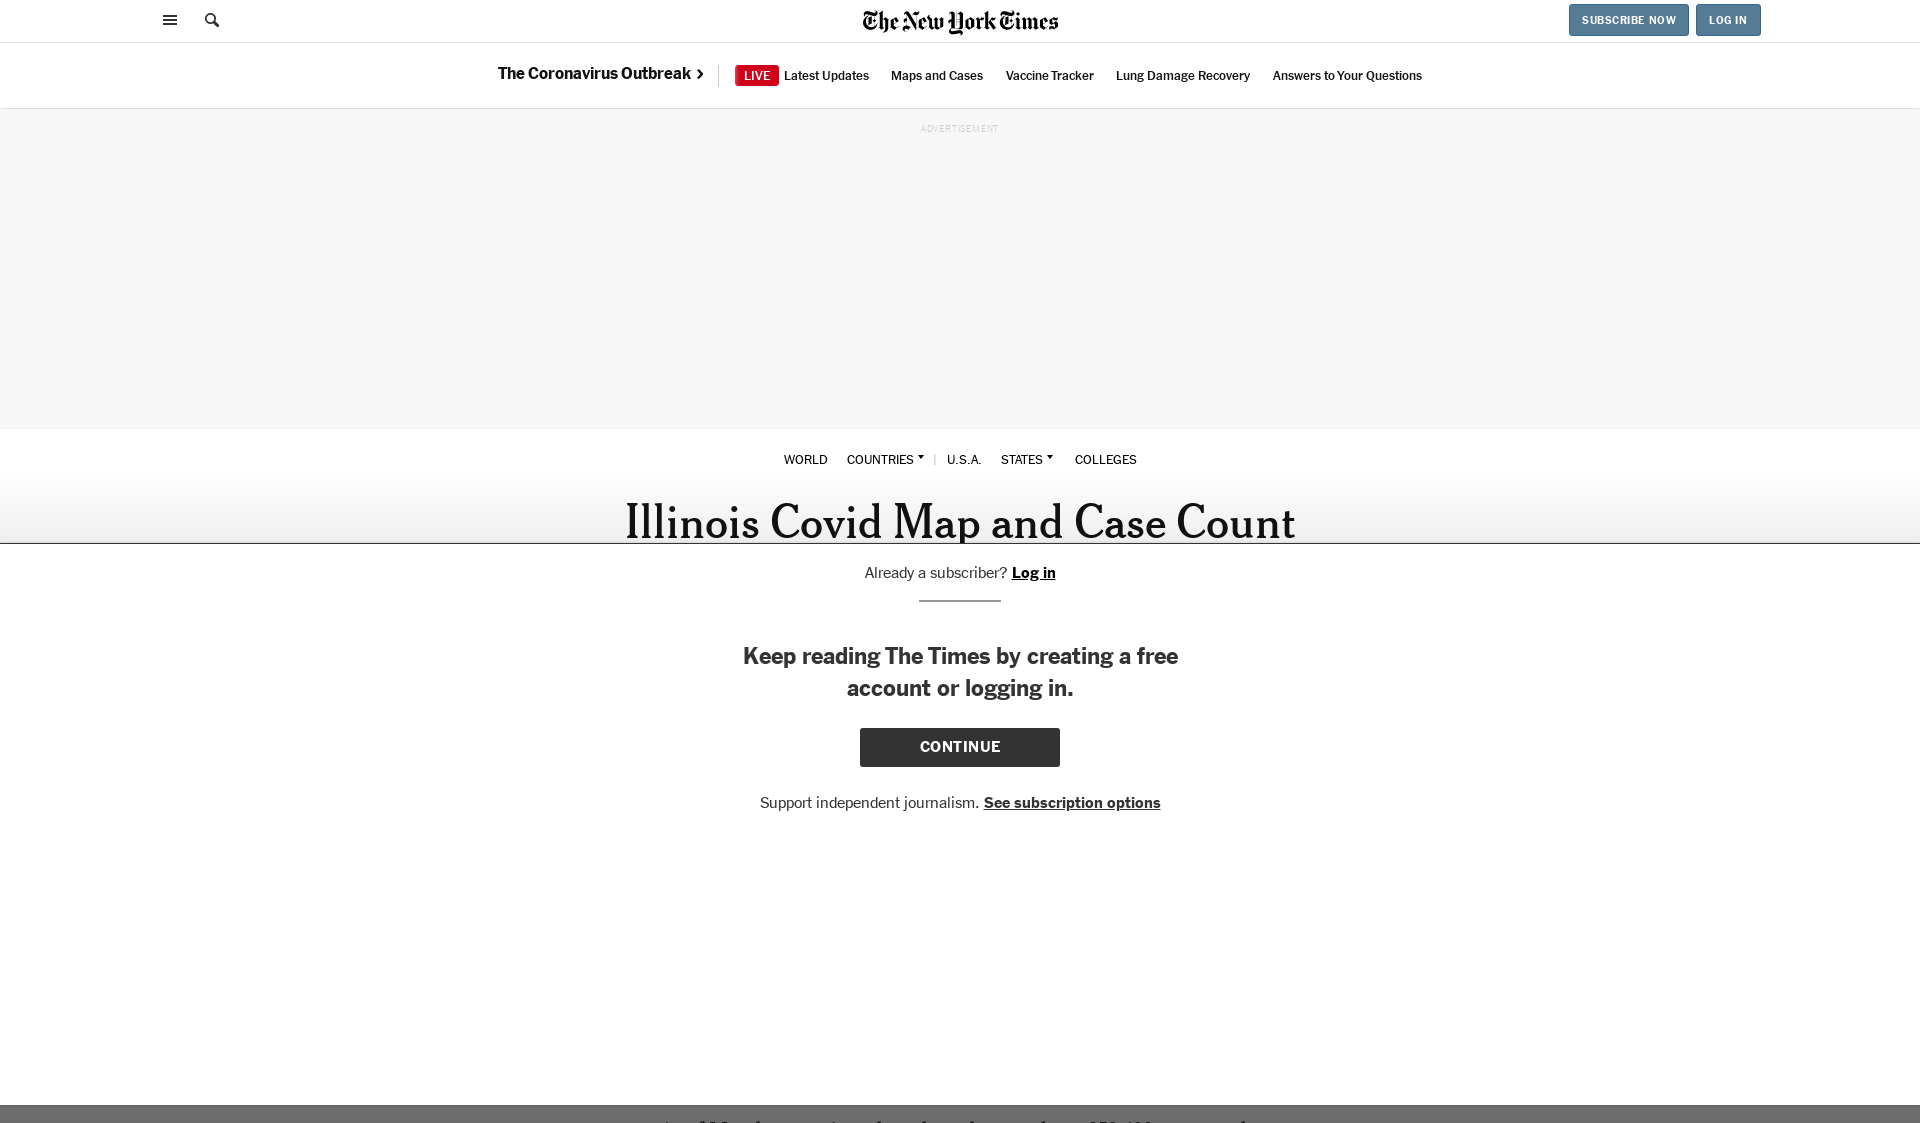 The New York Times
SUBSCRIBE NOW
LOG IN
The Coronavirus Outbreak
LIVE Latest Updates
Maps and Cases
Vaccine Tracker
Lung Damage Recovery
Answers to Your Questions
ADVERTISEMENT
WORLD
COUNTRIES
U.S.A.
STATES
COLLEGES
Illinois Covid Map and Case Count
Already a subscriber? Log in
Keep reading The Times by creating a free
account or logging in.
CONTINUE
Support independent journalism. See subscription options